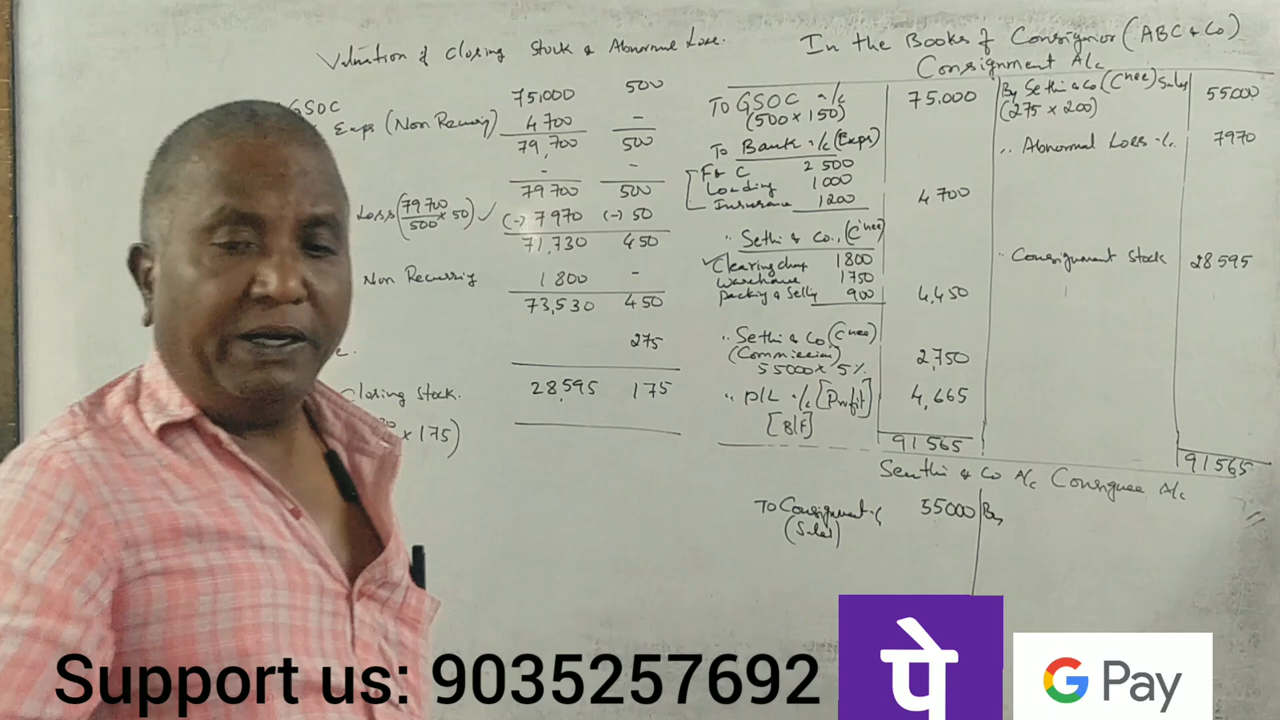 Valuation of Closing Stock & Abnormal Loss.
GSOC 75,000 500
Exps (Non Recurring) 4700 -
79,700 500
- -
79700 500
Loss (79700/500 × 50) ✓ (-) 7970 (-) 50
71,730 450
Non Recurring 1800 -
73,530 450
275
Closing Stock. 28,595 175
× 175)
In the Books of Consignor (ABC & Co)
Consignment A/c
To GSOC a/c 75,000 By Sethi & Co (C'nee) Sales 55000
(500 × 150) (275 × 200)
To Bank a/c (Exps) ,, Abnormal Loss a/c 7970
F & C 2500
Loading 1000
Insurance 1200 4700
" Sethi & Co., (C'nee)
✓Clearing 1800 " Consignment Stock 28595
Warehouse 1750
Packing & Selly 900 4,450
" Sethi & Co (C'nee)
(Commission) 2,750
55000 × 5%
" P/L a/c [Profit] 4,665
[B/F]
91565 91565
Senthi & Co A/c Consignee A/c
To Consignment a/c 55000 By
(Sales)
Support us: 9035257692
पे
G Pay